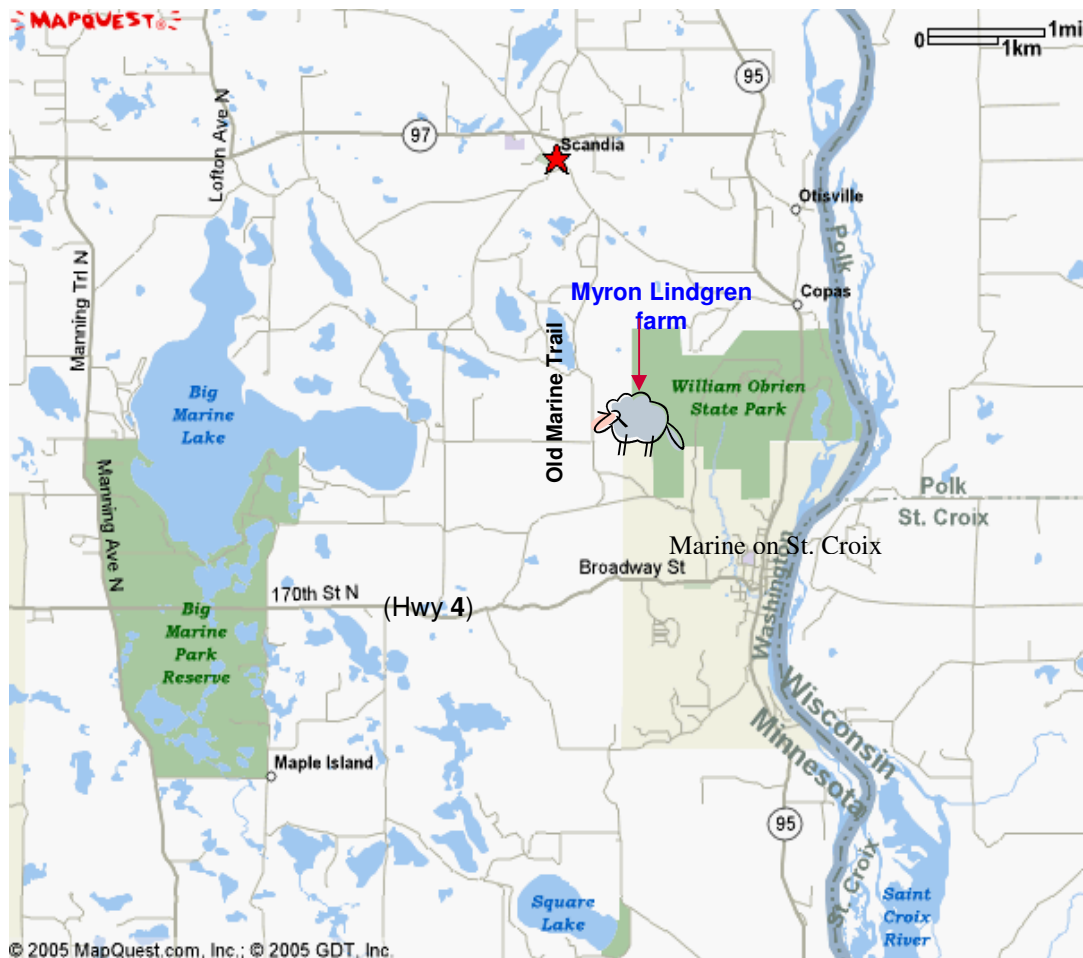 MAPQUEST
0 1mi
1km
95
Lofton Ave N
97
Scandia
Otisville
Manning Trl N
Polk
Myron Lindgren
farm
Copas
Old Marine Trail
Big
Marine
Lake
William Obrien
State Park
Manning Ave N
Polk
St. Croix
Marine on St. Croix
Broadway St
170th St N
(Hwy 4)
Washington
Big
Marine
Park
Reserve
Wisconsin
Minnesota
Maple Island
95
St. Croix
Square
Lake
Saint
Croix
River
© 2005 MapQuest.com, Inc.; © 2005 GDT, Inc.